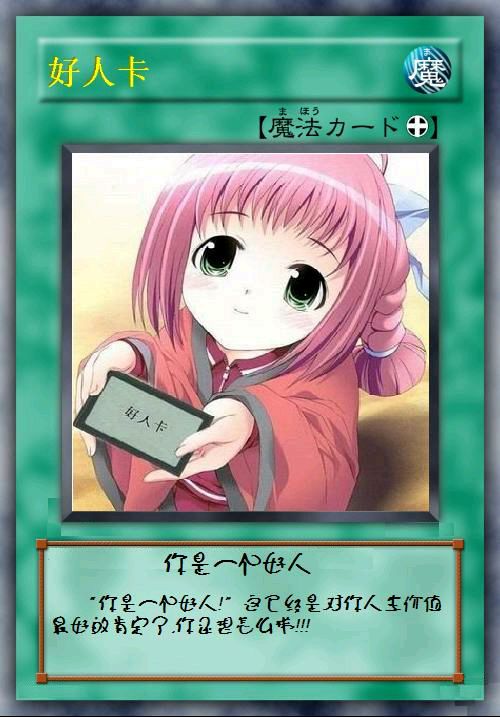 好人卡
魔
ま
ま ほう
【魔法カード】
好人卡
你是一个好人
“你是一个好人!”这已经是对你人生价值
最好的肯定了,你还想怎么样!!!